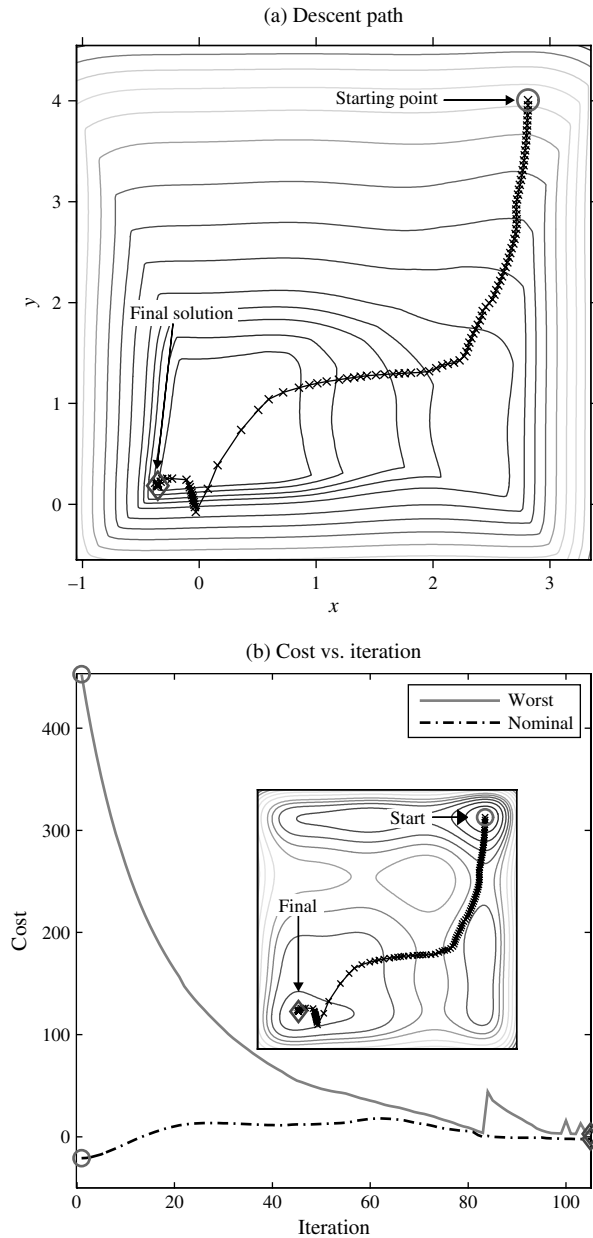 (a) Descent path
4
3
2
1
0
y
Starting point
Final solution
–1
0
1
2
3
x
(b) Cost vs. iteration
400
300
200
100
0
Cost
Worst
Nominal
Start
Final
0
20
40
60
80
100
Iteration